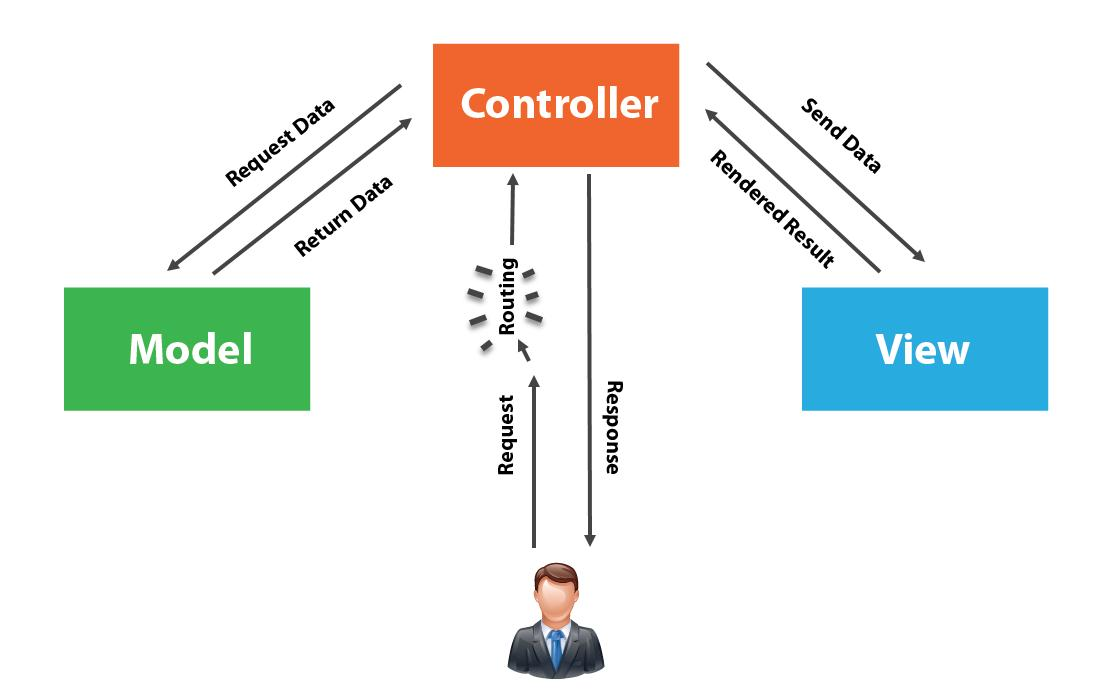 Controller
Request Data
Return Data
Send Data
Rendered Result
Routing
Model
View
Request
Response